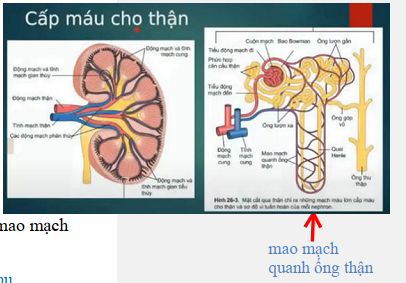 Cấp máu cho thận
Động mạch và tĩnh
mạch cung
Động mạch và tĩnh
mạch gian thùy
Động mạch thận
Tĩnh mạch thận
Các động mạch phân thùy
Động mạch và
tĩnh mạch gian tiểu
thùy
Cuộn mạch
Bao Bowman
Ống lượn gần
Tiểu động mạch đi
Phức hợp
cận cầu thận
Tiểu động
mạch đến
Ống lượn xa
Ống góp
vỏ
Động
mạch
cung
Tĩnh
mạch
cung
Mao mạch
quanh ống
thận
Quai
Henle
Ống thu
thập
Hình 26-3. Mặt cắt qua thận chỉ ra những mạch máu lớn cấp máu
cho thận và sơ đồ vi tuần hoàn của mỗi nephron.
mao mạch
mao mạch
quanh ống thận